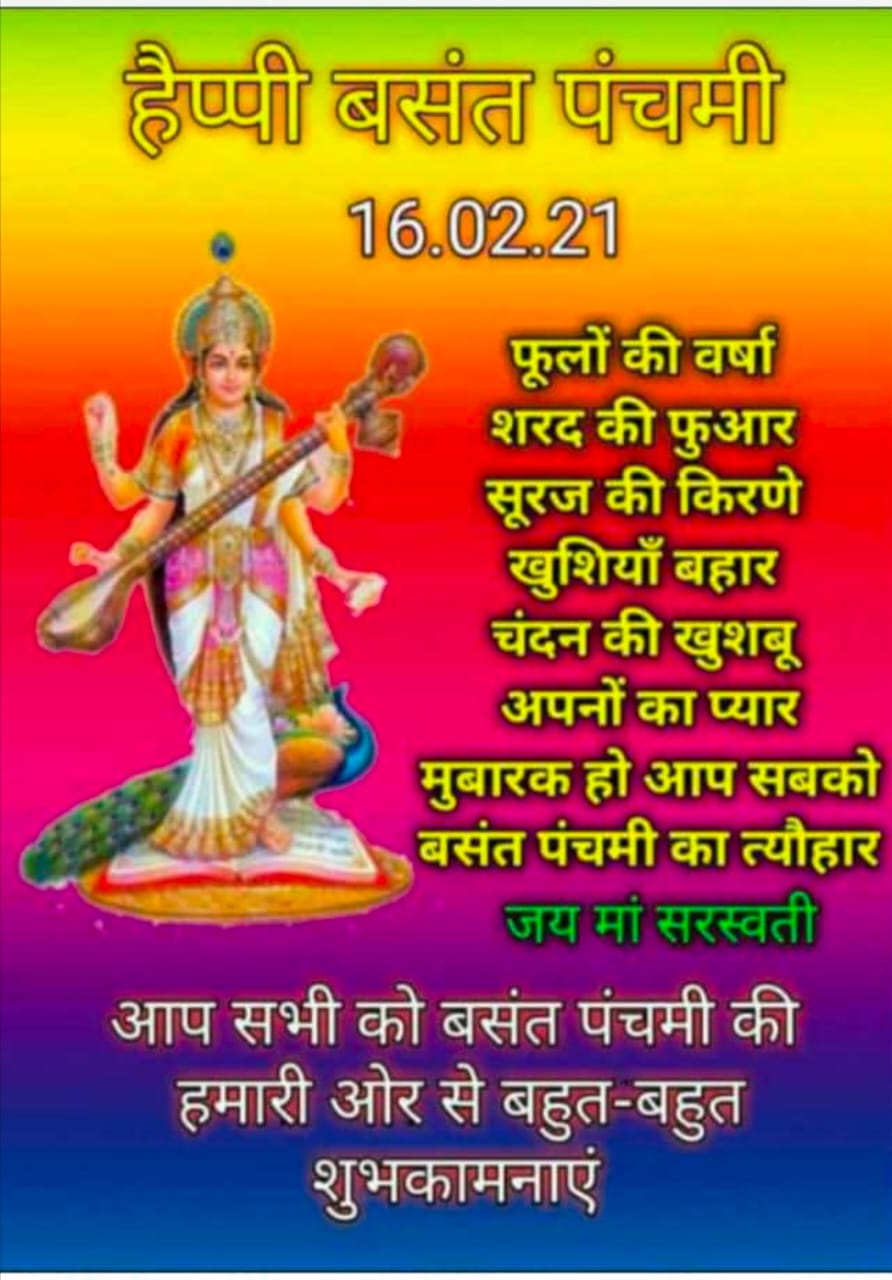 हैप्पी बसंत पंचमी
16.02.21
फूलों की वर्षा
शरद की फुआर
सूरज की किरणे
खुशियाँ बहार
चंदन की खुशबू
अपनों का प्यार
मुबारक हो आप सबको
बसंत पंचमी का त्यौहार
जय मां सरस्वती
आप सभी को बसंत पंचमी की
हमारी ओर से बहुत-बहुत
शुभकामनाएं